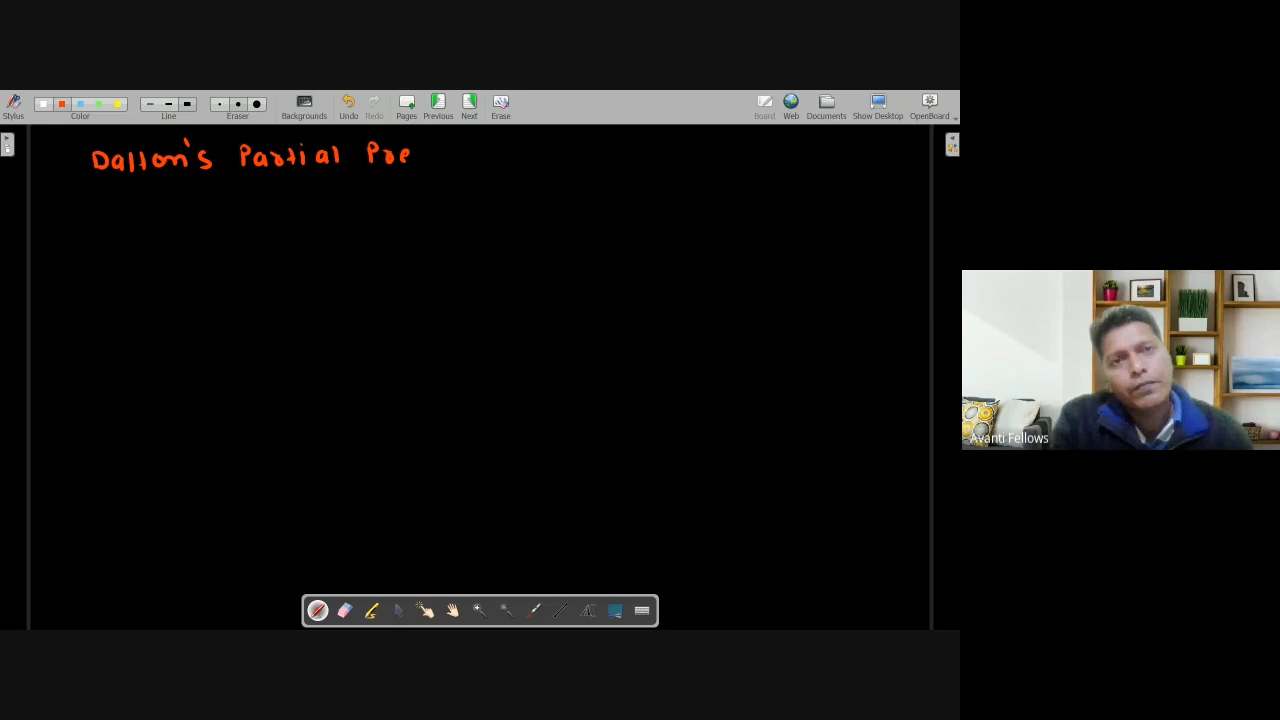 Stylus
Color
Line
Eraser
Backgrounds
Undo
Redo
Pages
Previous
Next
Erase
Board
Web
Documents
Show Desktop
OpenBoard
Dalton's Partial Pre
Avanti Fellows